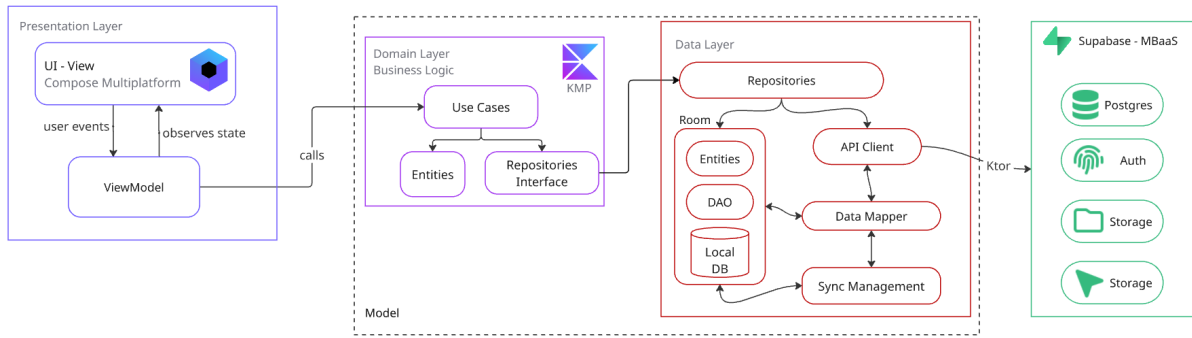 Presentation Layer
UI - View
Compose Multiplatform
user events
observes state
ViewModel
calls
Domain Layer
Business Logic
KMP
Use Cases
Entities
Repositories
Interface
Model
Data Layer
Repositories
Room
Entities
DAO
Local
DB
API Client
Data Mapper
Sync Management
Ktor
Supabase - MBaaS
Postgres
Auth
Storage
Storage